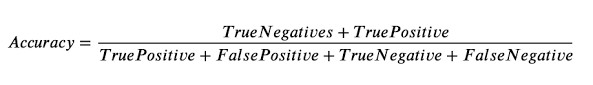 Accuracy = TrueNegatives + TruePositive / TruePositive + FalsePositive + TrueNegative + FalseNegative